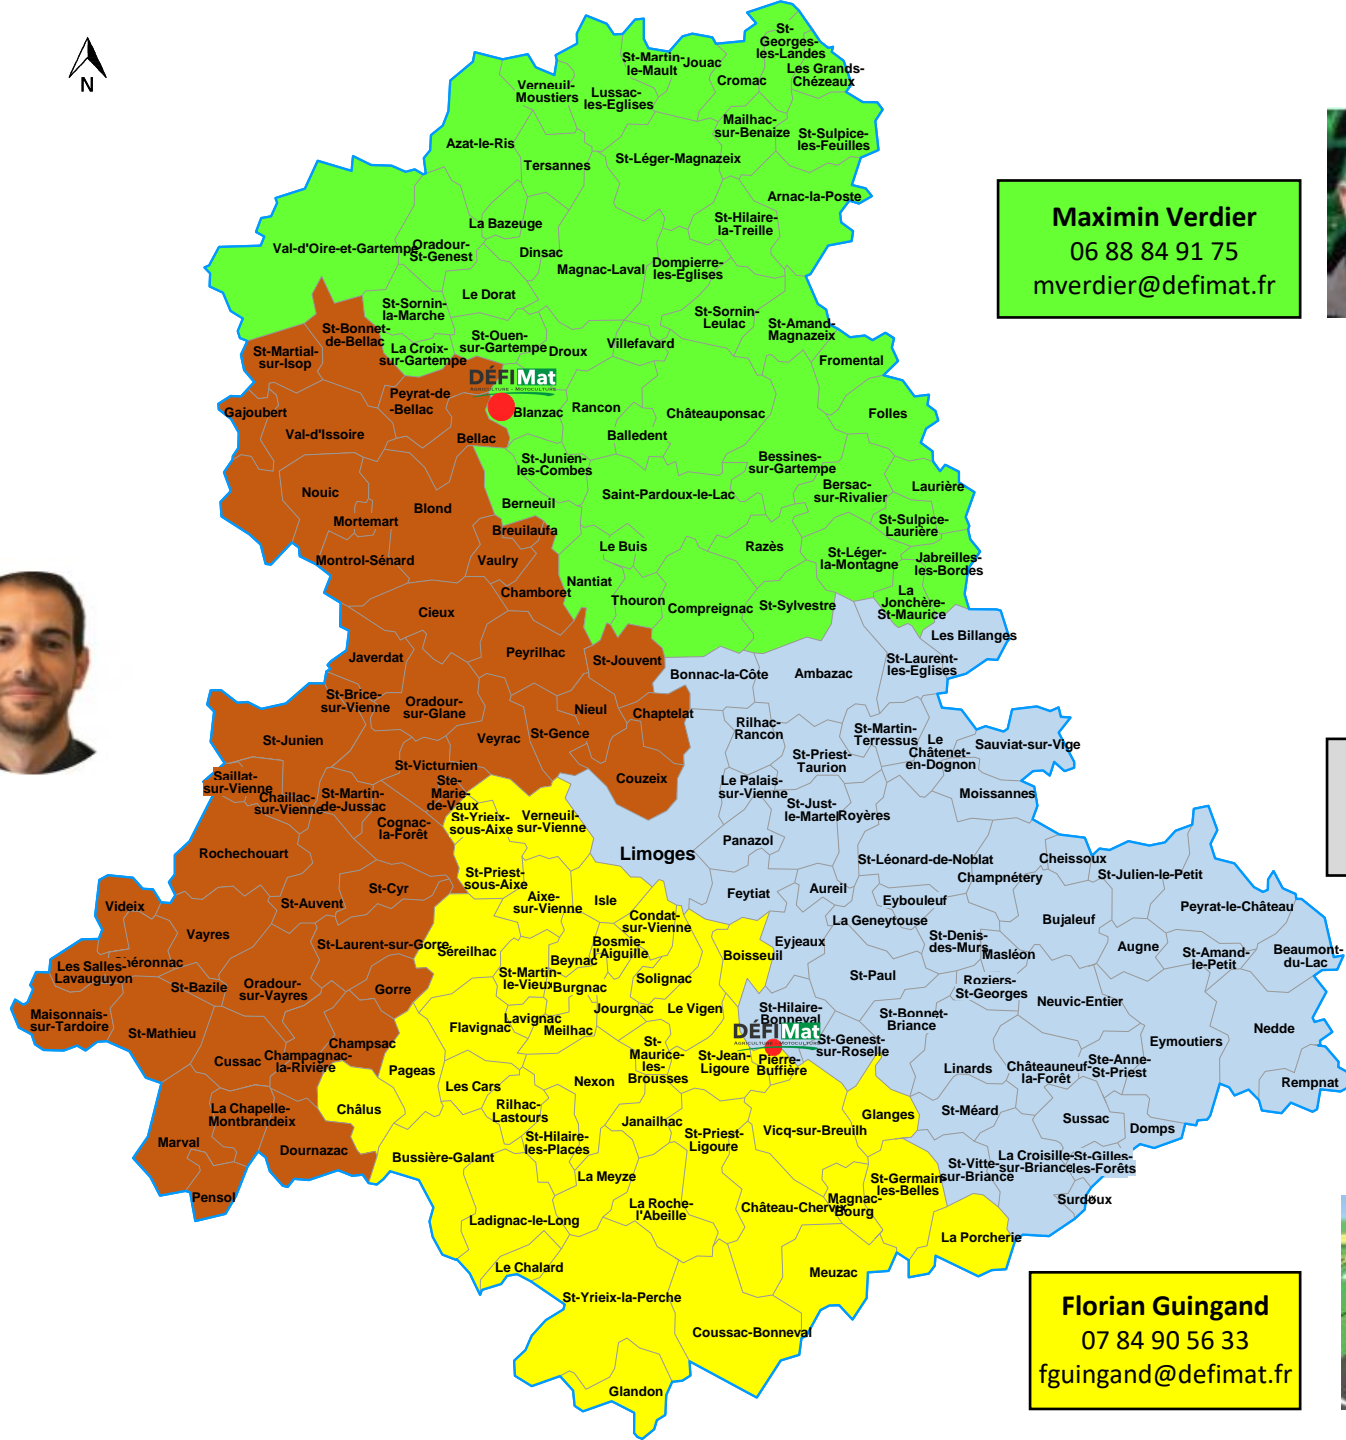 N
St-
Georges-
les-Landes
St-Martin-
le-Mault
Jouac
Cromac
Les Grands-
Chézeaux
Verneuil-
Moustiers
Lussac-
les-Eglises
Mailhac-
sur-Benaize
St-Sulpice-
les-Feuilles
Azat-le-Ris
Tersannes
St-Léger-Magnazeix
Arnac-la-Poste
La Bazeuge
St-Hilaire-
la-Treille
Val-d'Oire-et-Gartempe
Oradour-
St-Genest
Dinsac
Magnac-Laval
Dompierre-
les-Eglises
Le Dorat
St-Sornin-
la-Marche
St-Sornin-
Leulac
St-Amand-
Magnazeix
St-Bonnet-
de-Bellac
St-Martial-
sur-Isop
La Croix-
sur-Gartempe
St-Ouen-
sur-Gartempe
Droux
Villefavard
Fromental
DÉFIMat
AGRICULTURE - MOTOCULTURE
Peyrat-de
-Bellac
Gajoubert
Val-d'Issoire
Bellac
Blanzac
Rancon
Balledent
Châteauponsac
Folles
St-Junien-
les-Combes
Bessines-
sur-Gartempe
Bersac-
sur-Rivalier
Laurière
Nouic
Blond
Mortemart
Berneuil
Saint-Pardoux-le-Lac
St-Sulpice-
Laurière
Breuilaufa
Montrol-Sénard
Vaulry
Le Buis
Razès
St-Léger-
la-Montagne
Jabreilles-
les-Bordes
Nantiat
Chamboret
Thouron
Compreignac
St-Sylvestre
La
Jonchère-
St-Maurice
Cieux
Les Billanges
Javerdat
Peyrilhac
St-Jouvent
Bonnac-la-Côte
Ambazac
St-Laurent-
les-Eglises
St-Brice-
sur-Vienne
Oradour-
sur-Glane
Nieul
Chaptelat
St-Junien
Veyrac
St-Gence
Rilhac-
Rancon
St-Martin-
Terressus
Le
Châtenet-
en-Dognon
Sauviat-sur-Vige
St-Priest-
Taurion
Saillat-
sur-Vienne
Chaillac-
sur-Vienne
St-Martin-
de-Jussac
St-Victurnien
Ste-
Marie-
de-Vaux
Couzeix
Le Palais-
sur-Vienne
Moissannes
St-Just-
le-Martel
Royères
Cognac-
la-Forêt
St-Yrieix-
sous-Aixe
Verneuil-
sur-Vienne
Rochechouart
Limoges
Panazol
St-Léonard-de-Noblat
Cheissoux
St-Julien-le-Petit
Champnétery
St-Cyr
St-Priest-
sous-Aixe
Aixe-
sur-Vienne
Isle
Feytiat
Aureil
Eybouleuf
Videix
St-Auvent
Peyrat-le-Château
Condat-
sur-Vienne
La Geneytouse
Bujaleuf
Vayres
St-Laurent-sur-Gorre
Séreilhac
Bosmie-
l'Aiguille
Boisseuil
Eyjeaux
St-Denis-
des-Murs
Masléon
Augne
St-Amand-
le-Petit
Beaumont-
du-Lac
Les Salles-
Lavauguyon
Beynac
St-Martin-
le-Vieux
Burgnac
Solignac
St-Paul
St-Bazile
Oradour-
sur-Vayres
Gorre
Roziers-
St-Georges
Neuvic-Entier
Maisonnais-
sur-Tardoire
St-Mathieu
Flavignac
Lavignac
Meilhac
Jourgnac
Le Vigen
St-Hilaire-
Bonneval
St-Bonnet-
Briance
Nedde
DÉFIMat
AGRICULTURE - MOTOCULTURE
St-Genest-
sur-Roselle
Eymoutiers
Champsac
Cussac
Champagnac-
la-Rivière
Pageas
St-
Maurice-
les-
Brousses
St-Jean-
Ligoure
Pierre-
Buffière
Linards
Châteauneuf-
la-Forêt
Ste-Anne-
St-Priest
Rempnat
Les Cars
Nexon
La Chapelle-
Montbrandeix
Châlus
Rilhac-
Lastours
Janailhac
Vicq-sur-Breuilh
Glanges
St-Méard
Sussac
Domps
Marval
Dournazac
Bussière-Galant
St-Hilaire-
les-Places
St-Priest-
Ligoure
La Meyze
St-Germain-
les-Belles
St-Vitte-
sur-Briance
La Croisille-
sur-Briance
St-Gilles-
les-Forêts
Pensol
La Roche-
l'Abeille
Château-Chervix
Magnac-
Bourg
Surdoux
Ladignac-le-Long
La Porcherie
Le Chalard
Meuzac
St-Yrieix-la-Perche
Coussac-Bonneval
Glandon
Maximin Verdier
06 88 84 91 75
mverdier@defimat.fr
Florian Guingand
07 84 90 56 33
fguingand@defimat.fr